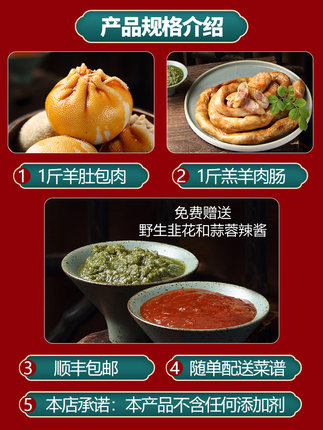 产品规格介绍
1 1斤羊肚包肉
2 1斤羔羊肉肠
免费赠送
野生韭花和蒜蓉辣酱
3 顺丰包邮
4 随单配送菜谱
5 本店承诺：本产品不含任何添加剂